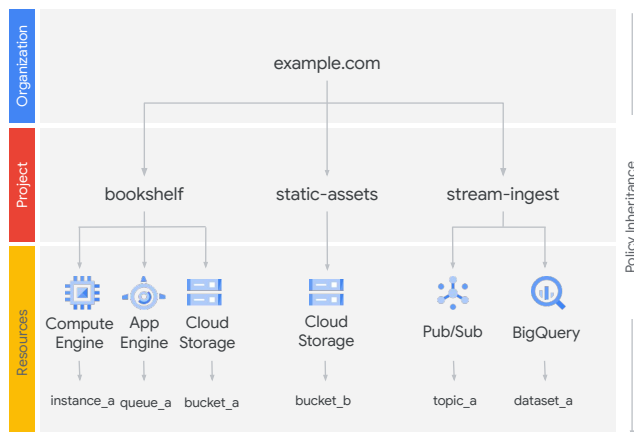 Organization
example.com
Project
bookshelf
static-assets
stream-ingest
Policy Inheritance
Resources
Compute
Engine
App
Engine
Cloud
Storage
Cloud
Storage
Pub/Sub
BigQuery
instance_a
queue_a
bucket_a
bucket_b
topic_a
dataset_a